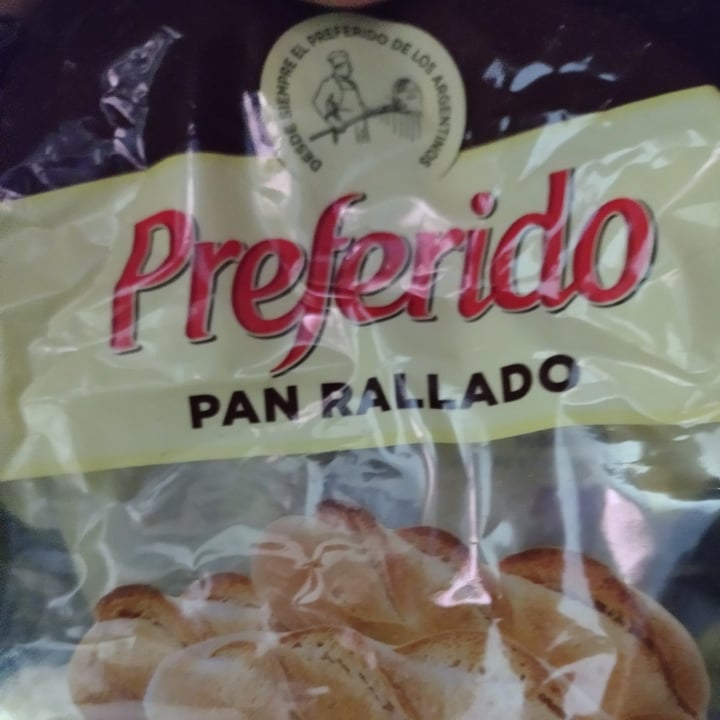 DESDE SIEMPRE EL PREFERIDO DE LOS ARGENTINOS
Preferido
PAN RALLADO